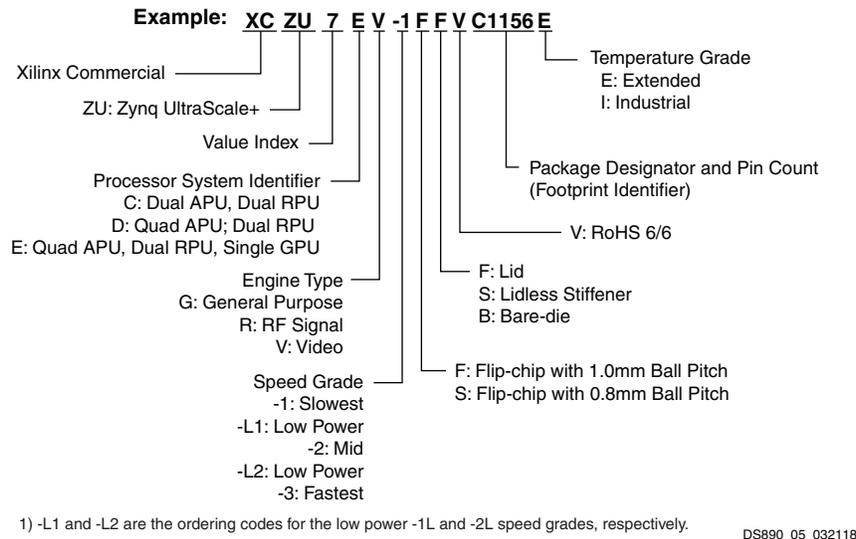 Example: XC ZU 7 E V -1 F F V C1156 E
Xilinx Commercial
ZU: Zynq UltraScale+
Value Index
Processor System Identifier
C: Dual APU, Dual RPU
D: Quad APU; Dual RPU
E: Quad APU, Dual RPU, Single GPU
Engine Type
G: General Purpose
R: RF Signal
V: Video
Speed Grade
-1: Slowest
-L1: Low Power
-2: Mid
-L2: Low Power
-3: Fastest
Temperature Grade
E: Extended
I: Industrial
Package Designator and Pin Count
(Footprint Identifier)
V: RoHS 6/6
F: Lid
S: Lidless Stiffener
B: Bare-die
F: Flip-chip with 1.0mm Ball Pitch
S: Flip-chip with 0.8mm Ball Pitch
1) -L1 and -L2 are the ordering codes for the low power -1L and -2L speed grades, respectively.
DS890_05_032118